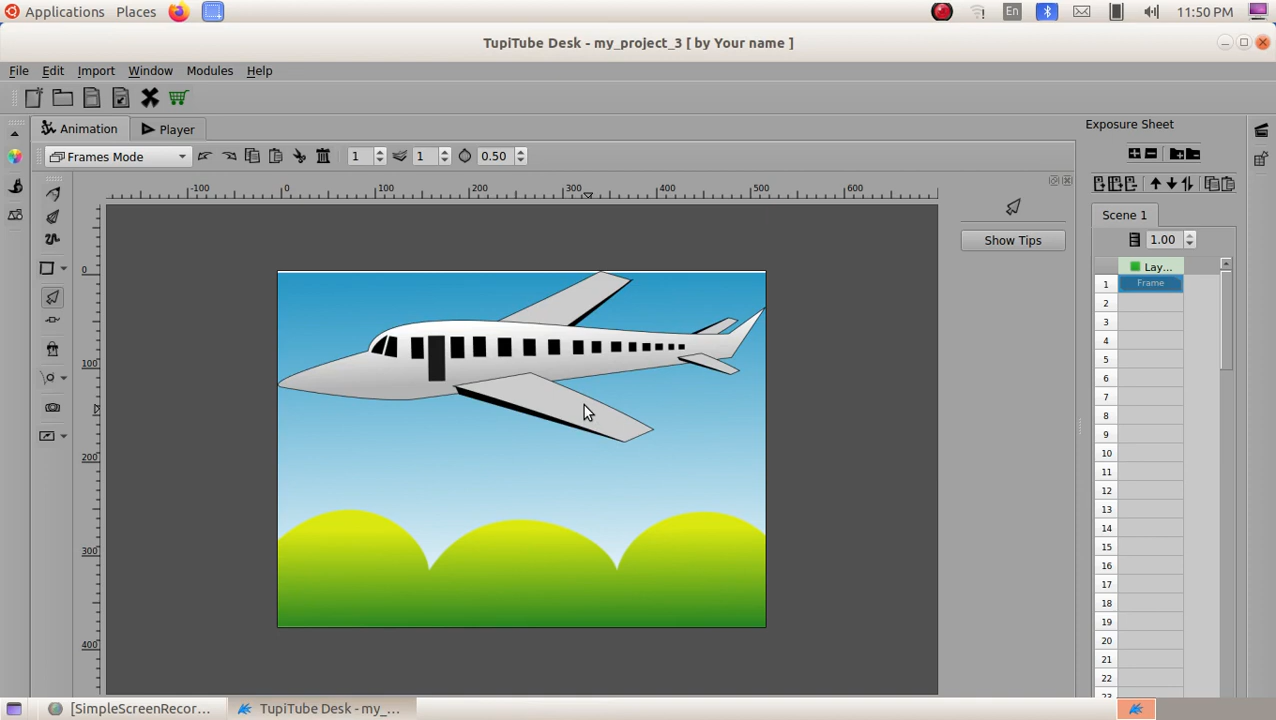 Applications Places En 11:50 PM
TupiTube Desk - my_project_3 [ by Your name ]
File Edit Import Window Modules Help
Exposure Sheet
Animation Player
Frames Mode 1 1 0.50
-100 0 100 200 300 400 500 600
Scene 1
Show Tips
1.00
Lay...
0
100
200
300
400
1 Frame
2
3
4
5
6
7
8
9
10
11
12
13
14
15
16
17
18
19
20
21
22
23
[SimpleScreenRecor... TupiTube Desk - my_...